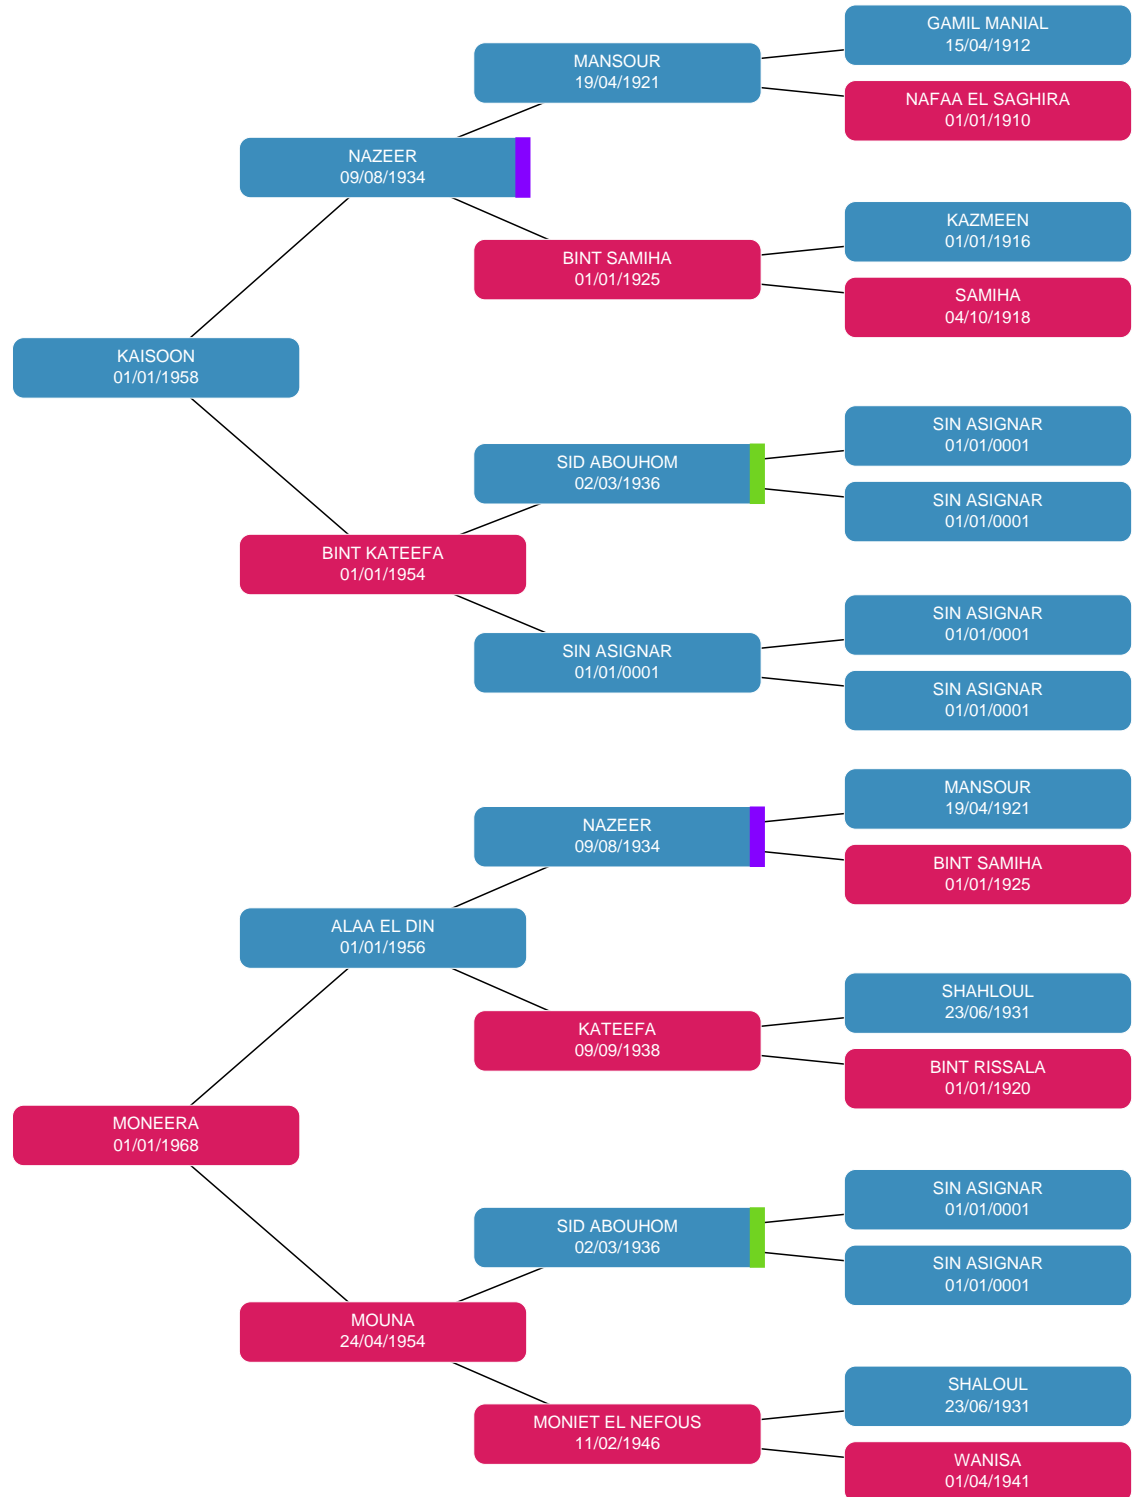 GAMIL MANIAL
15/04/1912
MANSOUR
19/04/1921
NAFAA EL SAGHIRA
01/01/1910
NAZEER
09/08/1934
KAZMEEN
01/01/1916
BINT SAMIHA
01/01/1925
SAMIHA
04/10/1918
KAISOON
01/01/1958
SIN ASIGNAR
01/01/0001
SID ABOUHOM
02/03/1936
SIN ASIGNAR
01/01/0001
BINT KATEEFA
01/01/1954
SIN ASIGNAR
01/01/0001
SIN ASIGNAR
01/01/0001
SIN ASIGNAR
01/01/0001
MANSOUR
19/04/1921
NAZEER
09/08/1934
BINT SAMIHA
01/01/1925
ALAA EL DIN
01/01/1956
SHAHLOUL
23/06/1931
KATEEFA
09/09/1938
BINT RISSALA
01/01/1920
MONEERA
01/01/1968
SIN ASIGNAR
01/01/0001
SID ABOUHOM
02/03/1936
SIN ASIGNAR
01/01/0001
MOUNA
24/04/1954
SHALOUL
23/06/1931
MONIET EL NEFOUS
11/02/1946
WANISA
01/04/1941